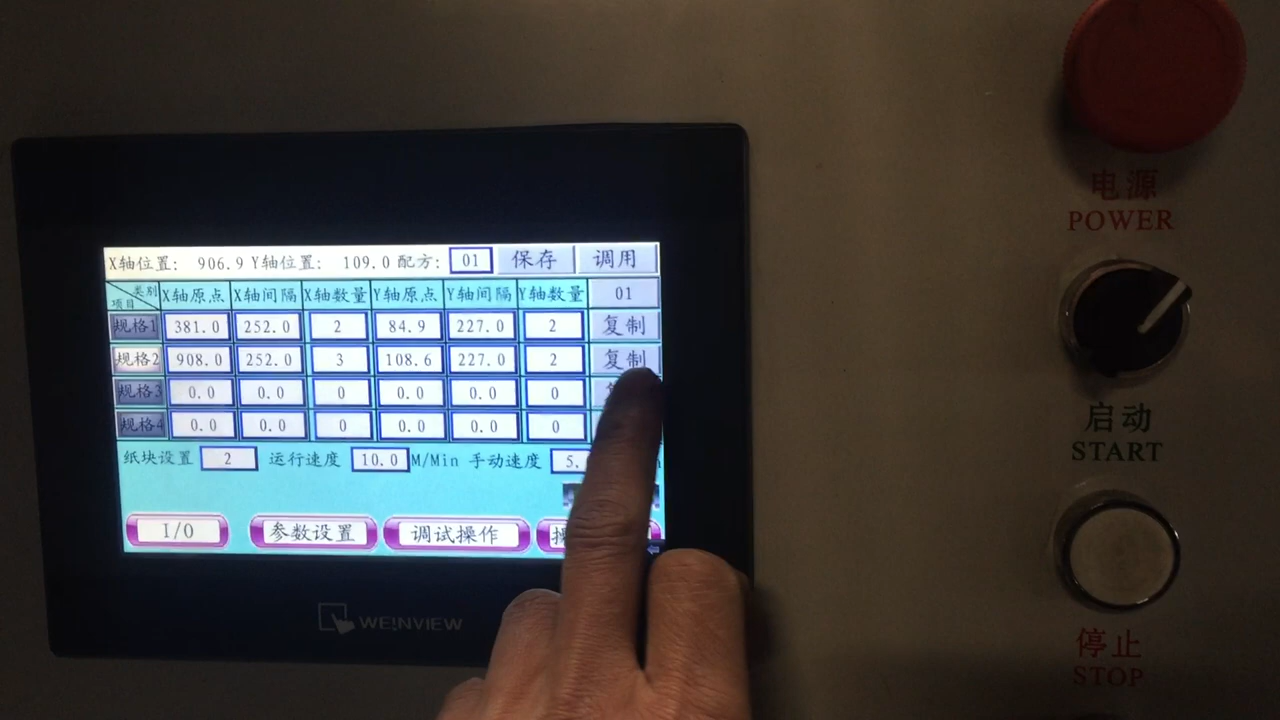 X轴位置: 906.9 Y轴位置: 109.0 配方: 01 保存 调用
类别 项目 X轴原点 X轴间隔 X轴数量 Y轴原点 Y轴间隔 Y轴数量 01
规格1 381.0 252.0 2 84.9 227.0 2 复制
规格2 908.0 252.0 3 108.6 227.0 2 复制
规格3 0.0 0.0 0 0.0 0.0 0
规格4 0.0 0.0 0 0.0 0.0 0
纸块设置 2 运行速度 10.0 M/Min 手动速度 5.
I/O 参数设置 调试操作
WEINVIEW
电源
POWER
启动
START
停止
STOP